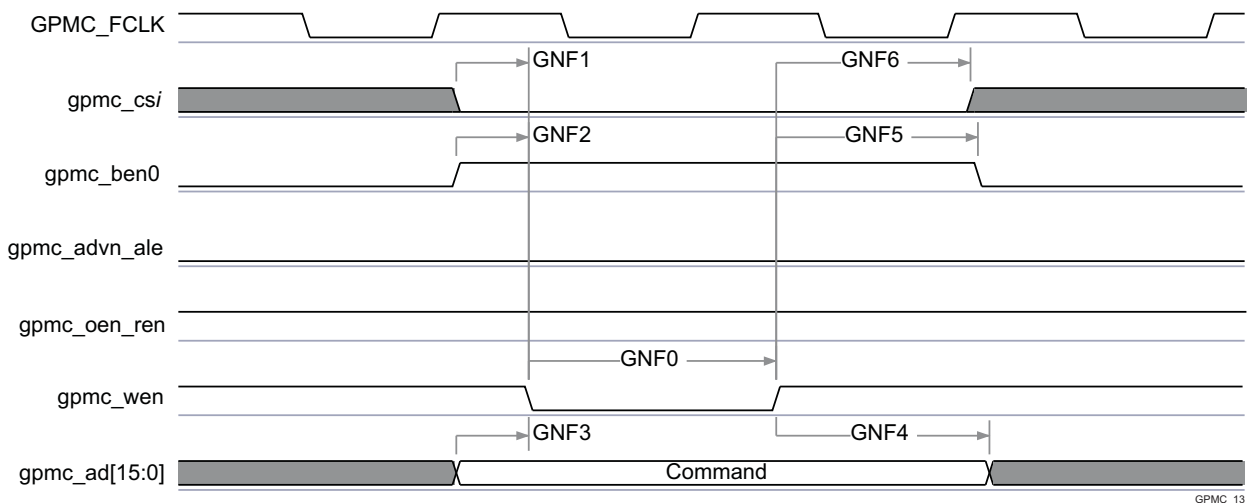 GPMC_FCLK
GNF1
GNF6
gpmc_csi
GNF2
GNF5
gpmc_ben0
gpmc_advn_ale
gpmc_oen_ren
GNF0
gpmc_wen
GNF3
GNF4
gpmc_ad[15:0]
Command
GPMC_13